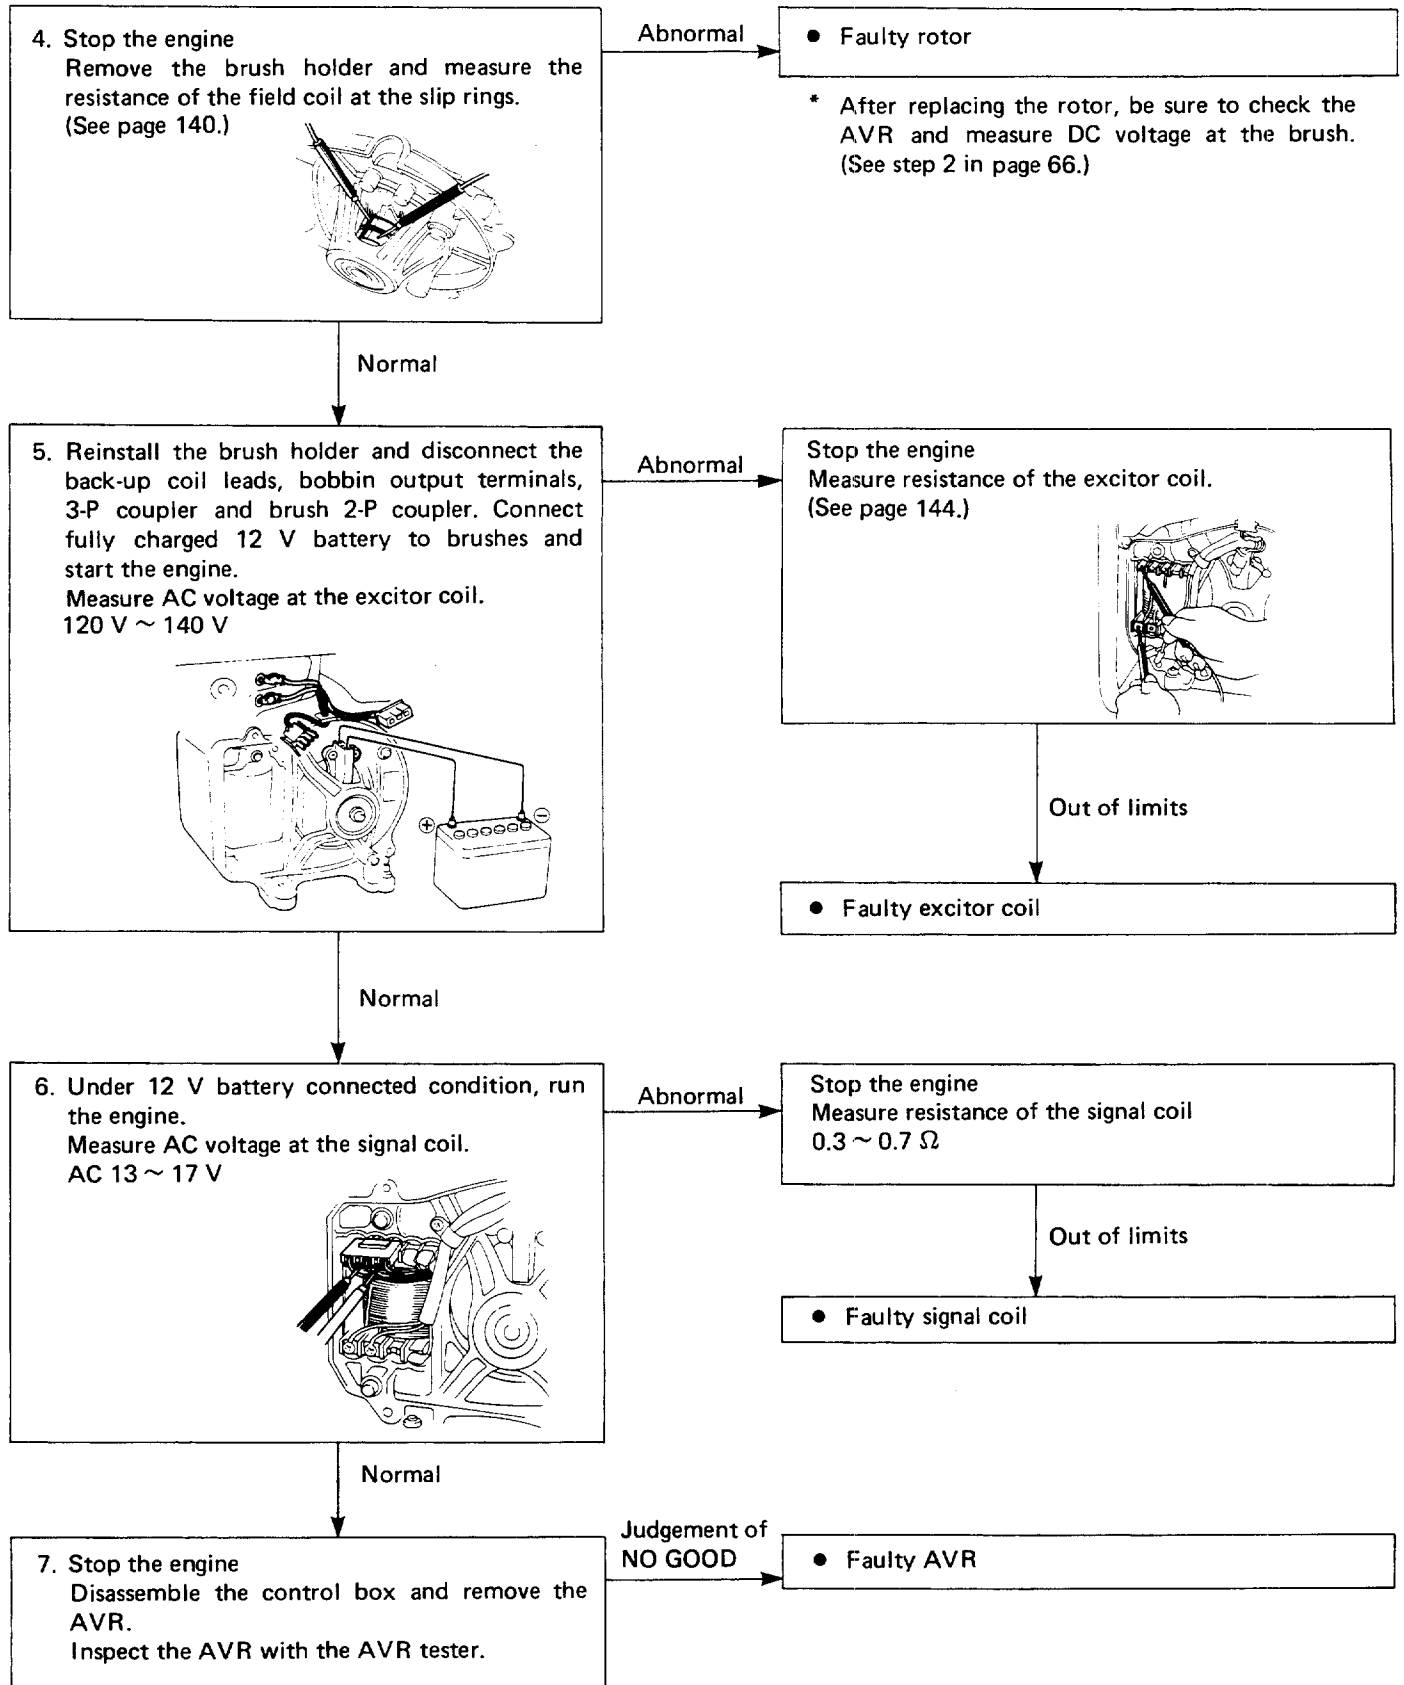 4. Stop the engine
Remove the brush holder and measure the
resistance of the field coil at the slip rings.
(See page 140.)
Abnormal
● Faulty rotor
* After replacing the rotor, be sure to check the
AVR and measure DC voltage at the brush.
(See step 2 in page 66.)
Normal
5. Reinstall the brush holder and disconnect the
back-up coil leads, bobbin output terminals,
3-P coupler and brush 2-P coupler. Connect
fully charged 12 V battery to brushes and
start the engine.
Measure AC voltage at the excitor coil.
120 V ~ 140 V
⊕
⊖
Abnormal
Stop the engine
Measure resistance of the excitor coil.
(See page 144.)
Out of limits
● Faulty excitor coil
Normal
6. Under 12 V battery connected condition, run
the engine.
Measure AC voltage at the signal coil.
AC 13 ~ 17 V
Abnormal
Stop the engine
Measure resistance of the signal coil
0.3 ~ 0.7 Ω
Out of limits
● Faulty signal coil
Normal
7. Stop the engine
Disassemble the control box and remove the
AVR.
Inspect the AVR with the AVR tester.
Judgement of
NO GOOD
● Faulty AVR